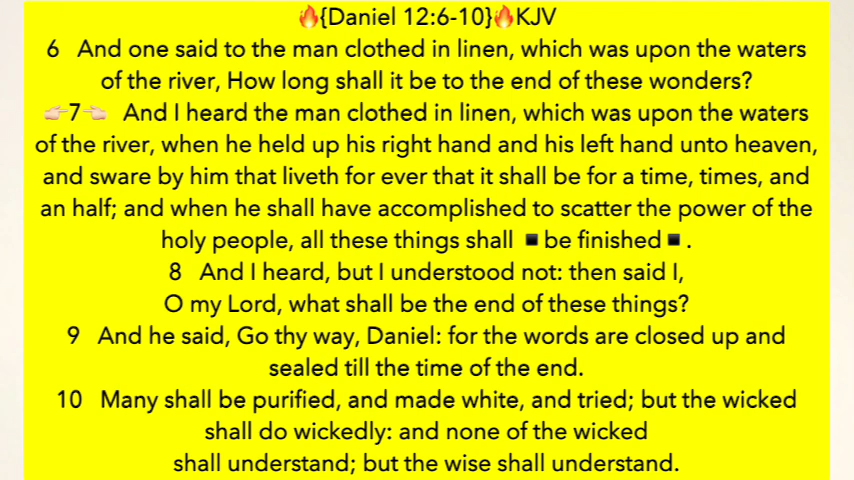 🔥{Daniel 12:6-10}🔥KJV
6 And one said to the man clothed in linen, which was upon the waters
of the river, How long shall it be to the end of these wonders?
👉🏻7👈🏻 And I heard the man clothed in linen, which was upon the waters
of the river, when he held up his right hand and his left hand unto heaven,
and sware by him that liveth for ever that it shall be for a time, times, and
an half; and when he shall have accomplished to scatter the power of the
holy people, all these things shall ◾be finished◾.
8 And I heard, but I understood not: then said I,
O my Lord, what shall be the end of these things?
9 And he said, Go thy way, Daniel: for the words are closed up and
sealed till the time of the end.
10 Many shall be purified, and made white, and tried; but the wicked
shall do wickedly: and none of the wicked
shall understand; but the wise shall understand.